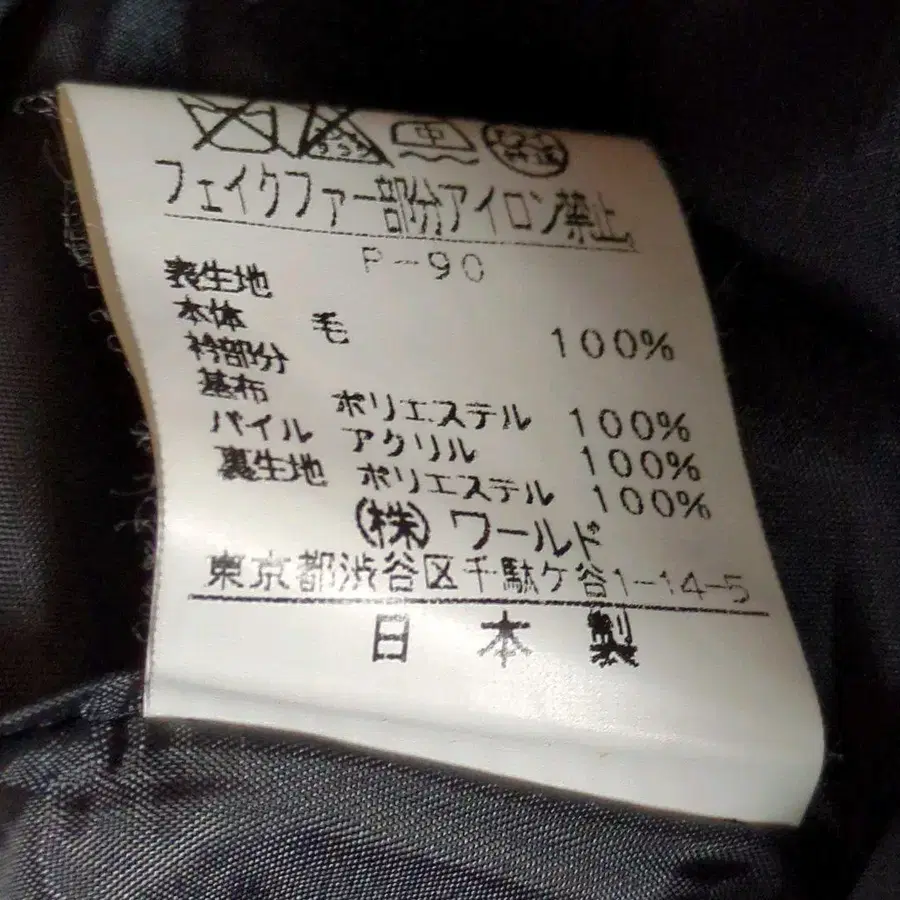 中
フェイクファー部分アイロン禁止
P-90
表生地
本体 毛 100%
衿部分
基布 ポリエステル 100%
パイル アクリル 100%
裏生地 ポリエステル 100%
(株)ワールド
東京都渋谷区千駄ケ谷1-14-5
日本製